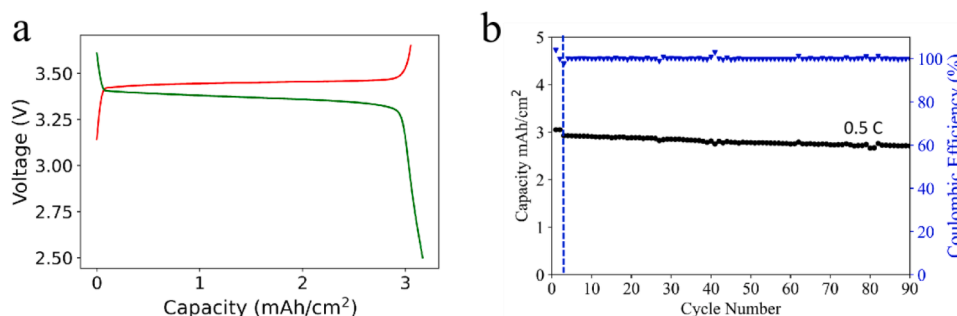 a
3.50
3.25
3.00
2.75
2.50
Voltage (V)
0
1
2
3
Capacity (mAh/cm²)
b
5
4
3
2
1
0
Capacity mAh/cm²
0.5 C
100
80
60
40
20
0
Coulombic Efficiency (%)
0 10 20 30 40 50 60 70 80 90
Cycle Number